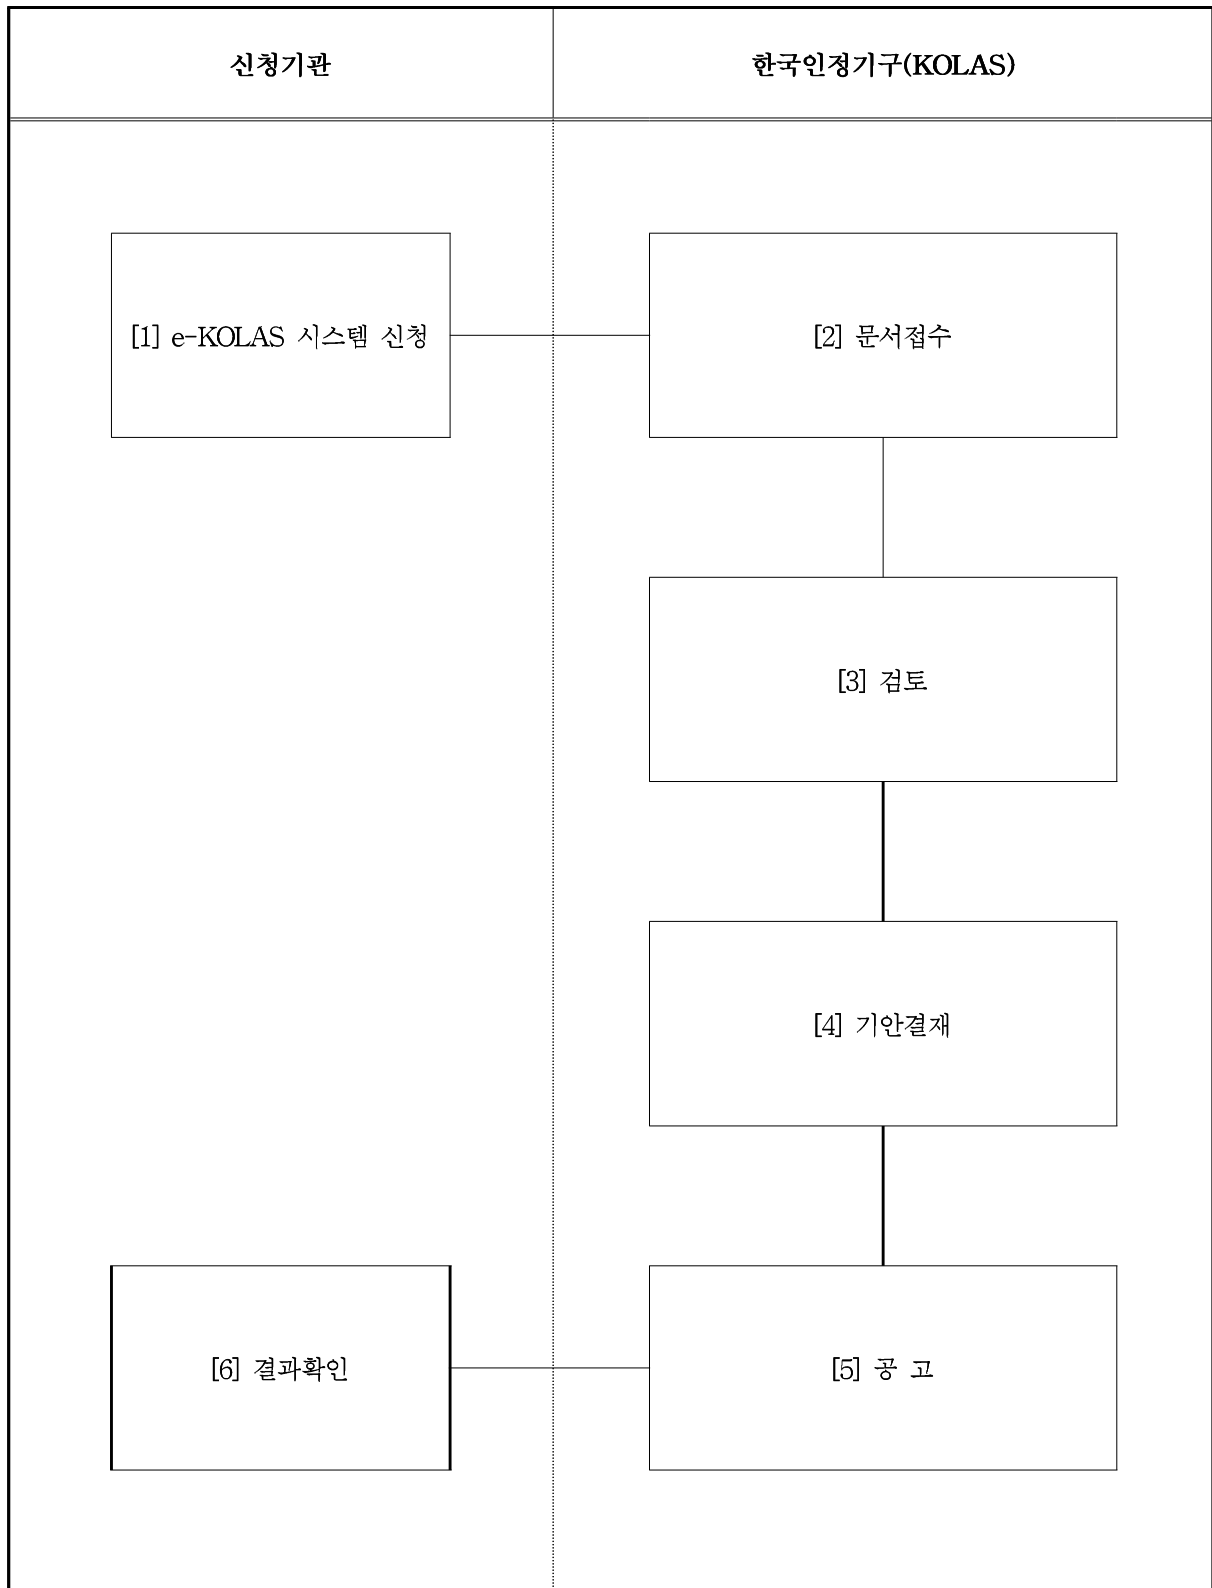 신청기관
한국인정기구(KOLAS)
[1] e-KOLAS 시스템 신청
[2] 문서접수
[3] 검토
[4] 기안결재
[6] 결과확인
[5] 공 고